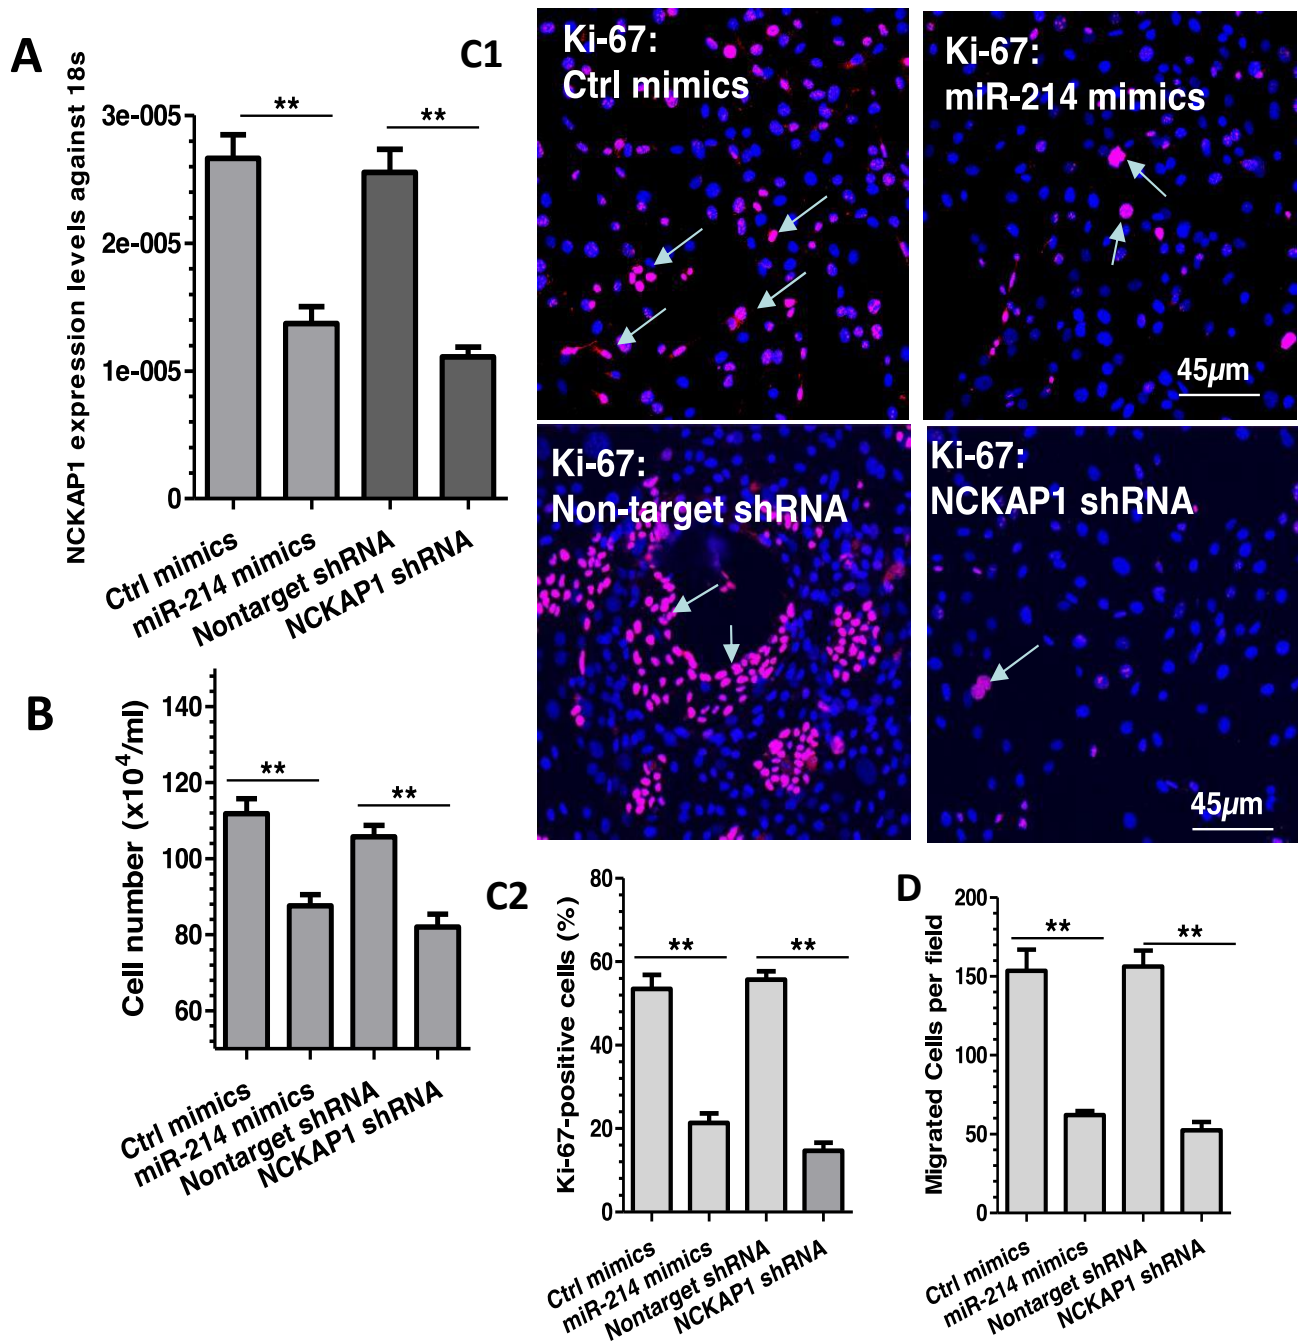 A
NCKAP1 expression levels against 18s
3e-005
2e-005
1e-005
0
**
**
Ctrl mimics
miR-214 mimics
Nontarget shRNA
NCKAP1 shRNA
C1
Ki-67:
Ctrl mimics
Ki-67:
miR-214 mimics
45µm
Ki-67:
Non-target shRNA
Ki-67:
NCKAP1 shRNA
45µm
B
Cell number (x10⁴/ml)
140
120
100
80
60
**
**
Ctrl mimics
miR-214 mimics
Nontarget shRNA
NCKAP1 shRNA
C2
Ki-67-positive cells (%)
80
60
40
20
0
**
**
Ctrl mimics
miR-214 mimics
Nontarget shRNA
NCKAP1 shRNA
D
Migrated Cells per field
200
150
100
50
0
**
**
Ctrl mimics
miR-214 mimics
Nontarget shRNA
NCKAP1 shRNA